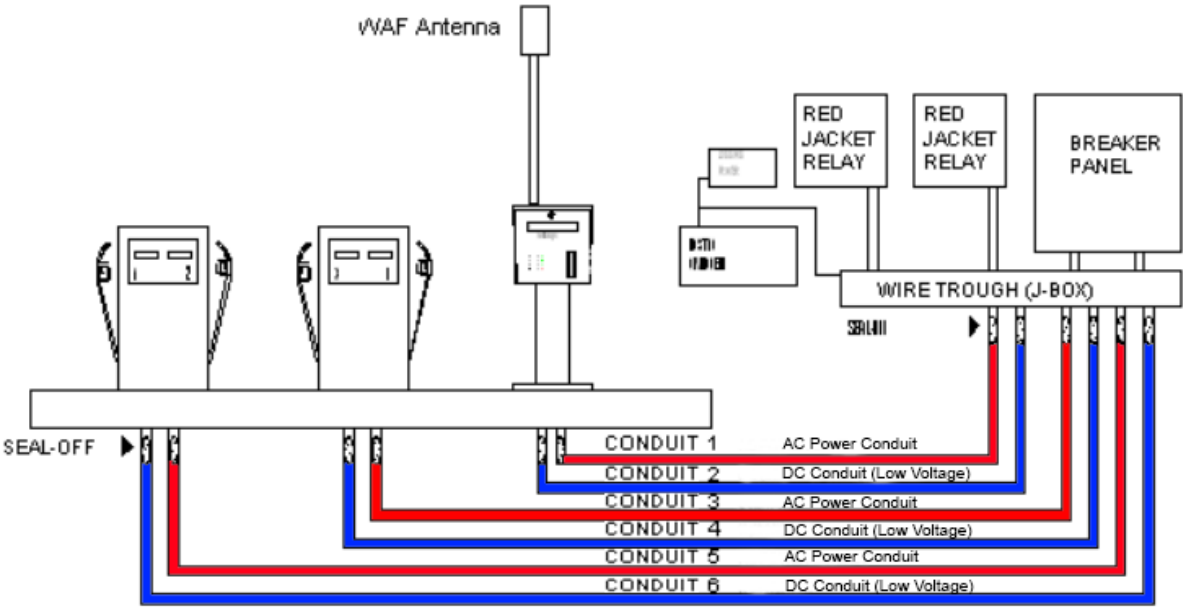 WAF Antenna
RED
JACKET
RELAY
RED
JACKET
RELAY
BREAKER
PANEL
1 2
3
WIRE TROUGH (J-BOX)
SEAL-OFF
CONDUIT 1 AC Power Conduit
CONDUIT 2 DC Conduit (Low Voltage)
CONDUIT 3 AC Power Conduit
CONDUIT 4 DC Conduit (Low Voltage)
CONDUIT 5 AC Power Conduit
CONDUIT 6 DC Conduit (Low Voltage)